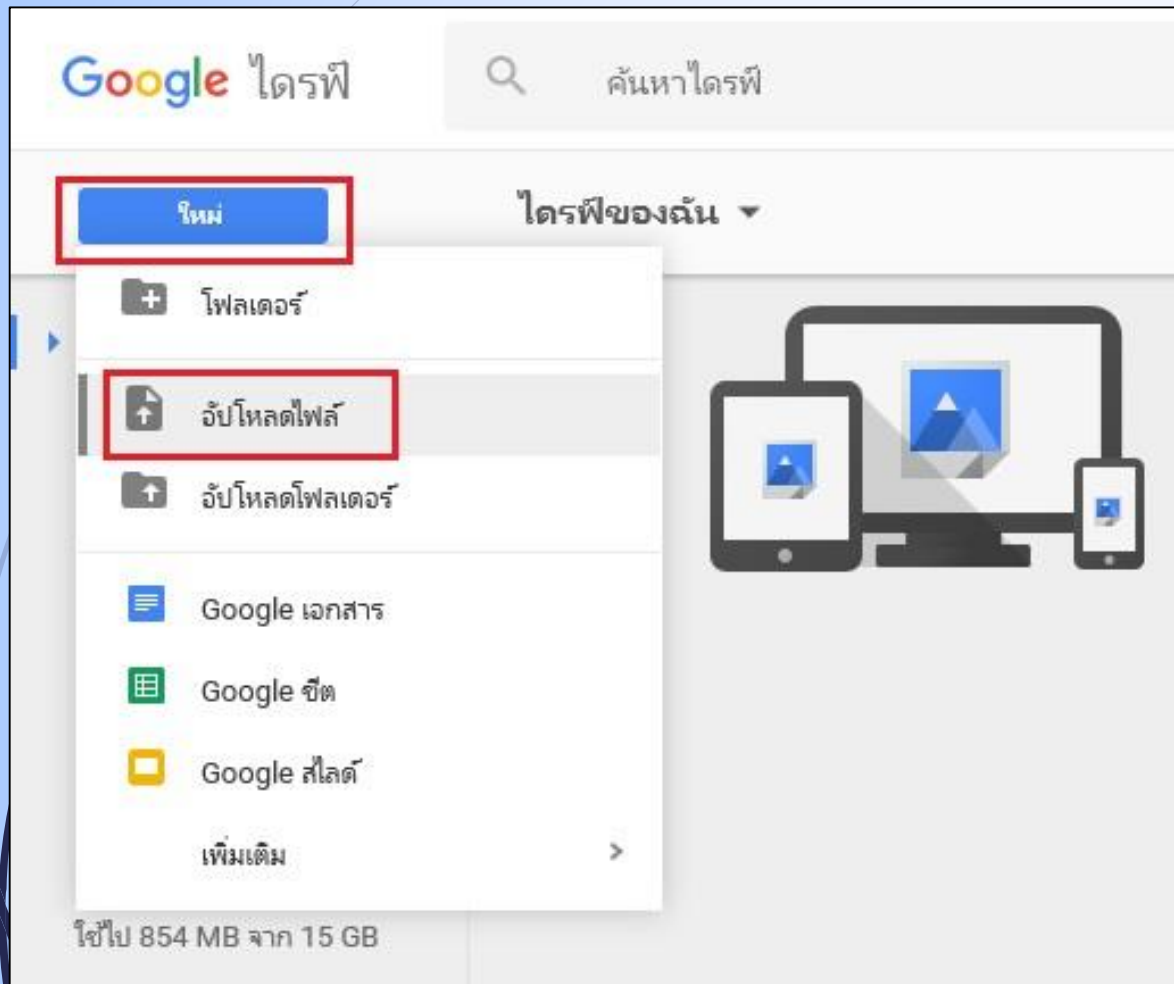 Google ไดรฟ์
ค้นหาไดรฟ์
ใหม่
ไดรฟ์ของฉัน
โฟลเดอร์
อัปโหลดไฟล์
อัปโหลดโฟลเดอร์
Google เอกสาร
Google ชีต
Google สไลด์
เพิ่มเติม
ใช้ไป 854 MB จาก 15 GB